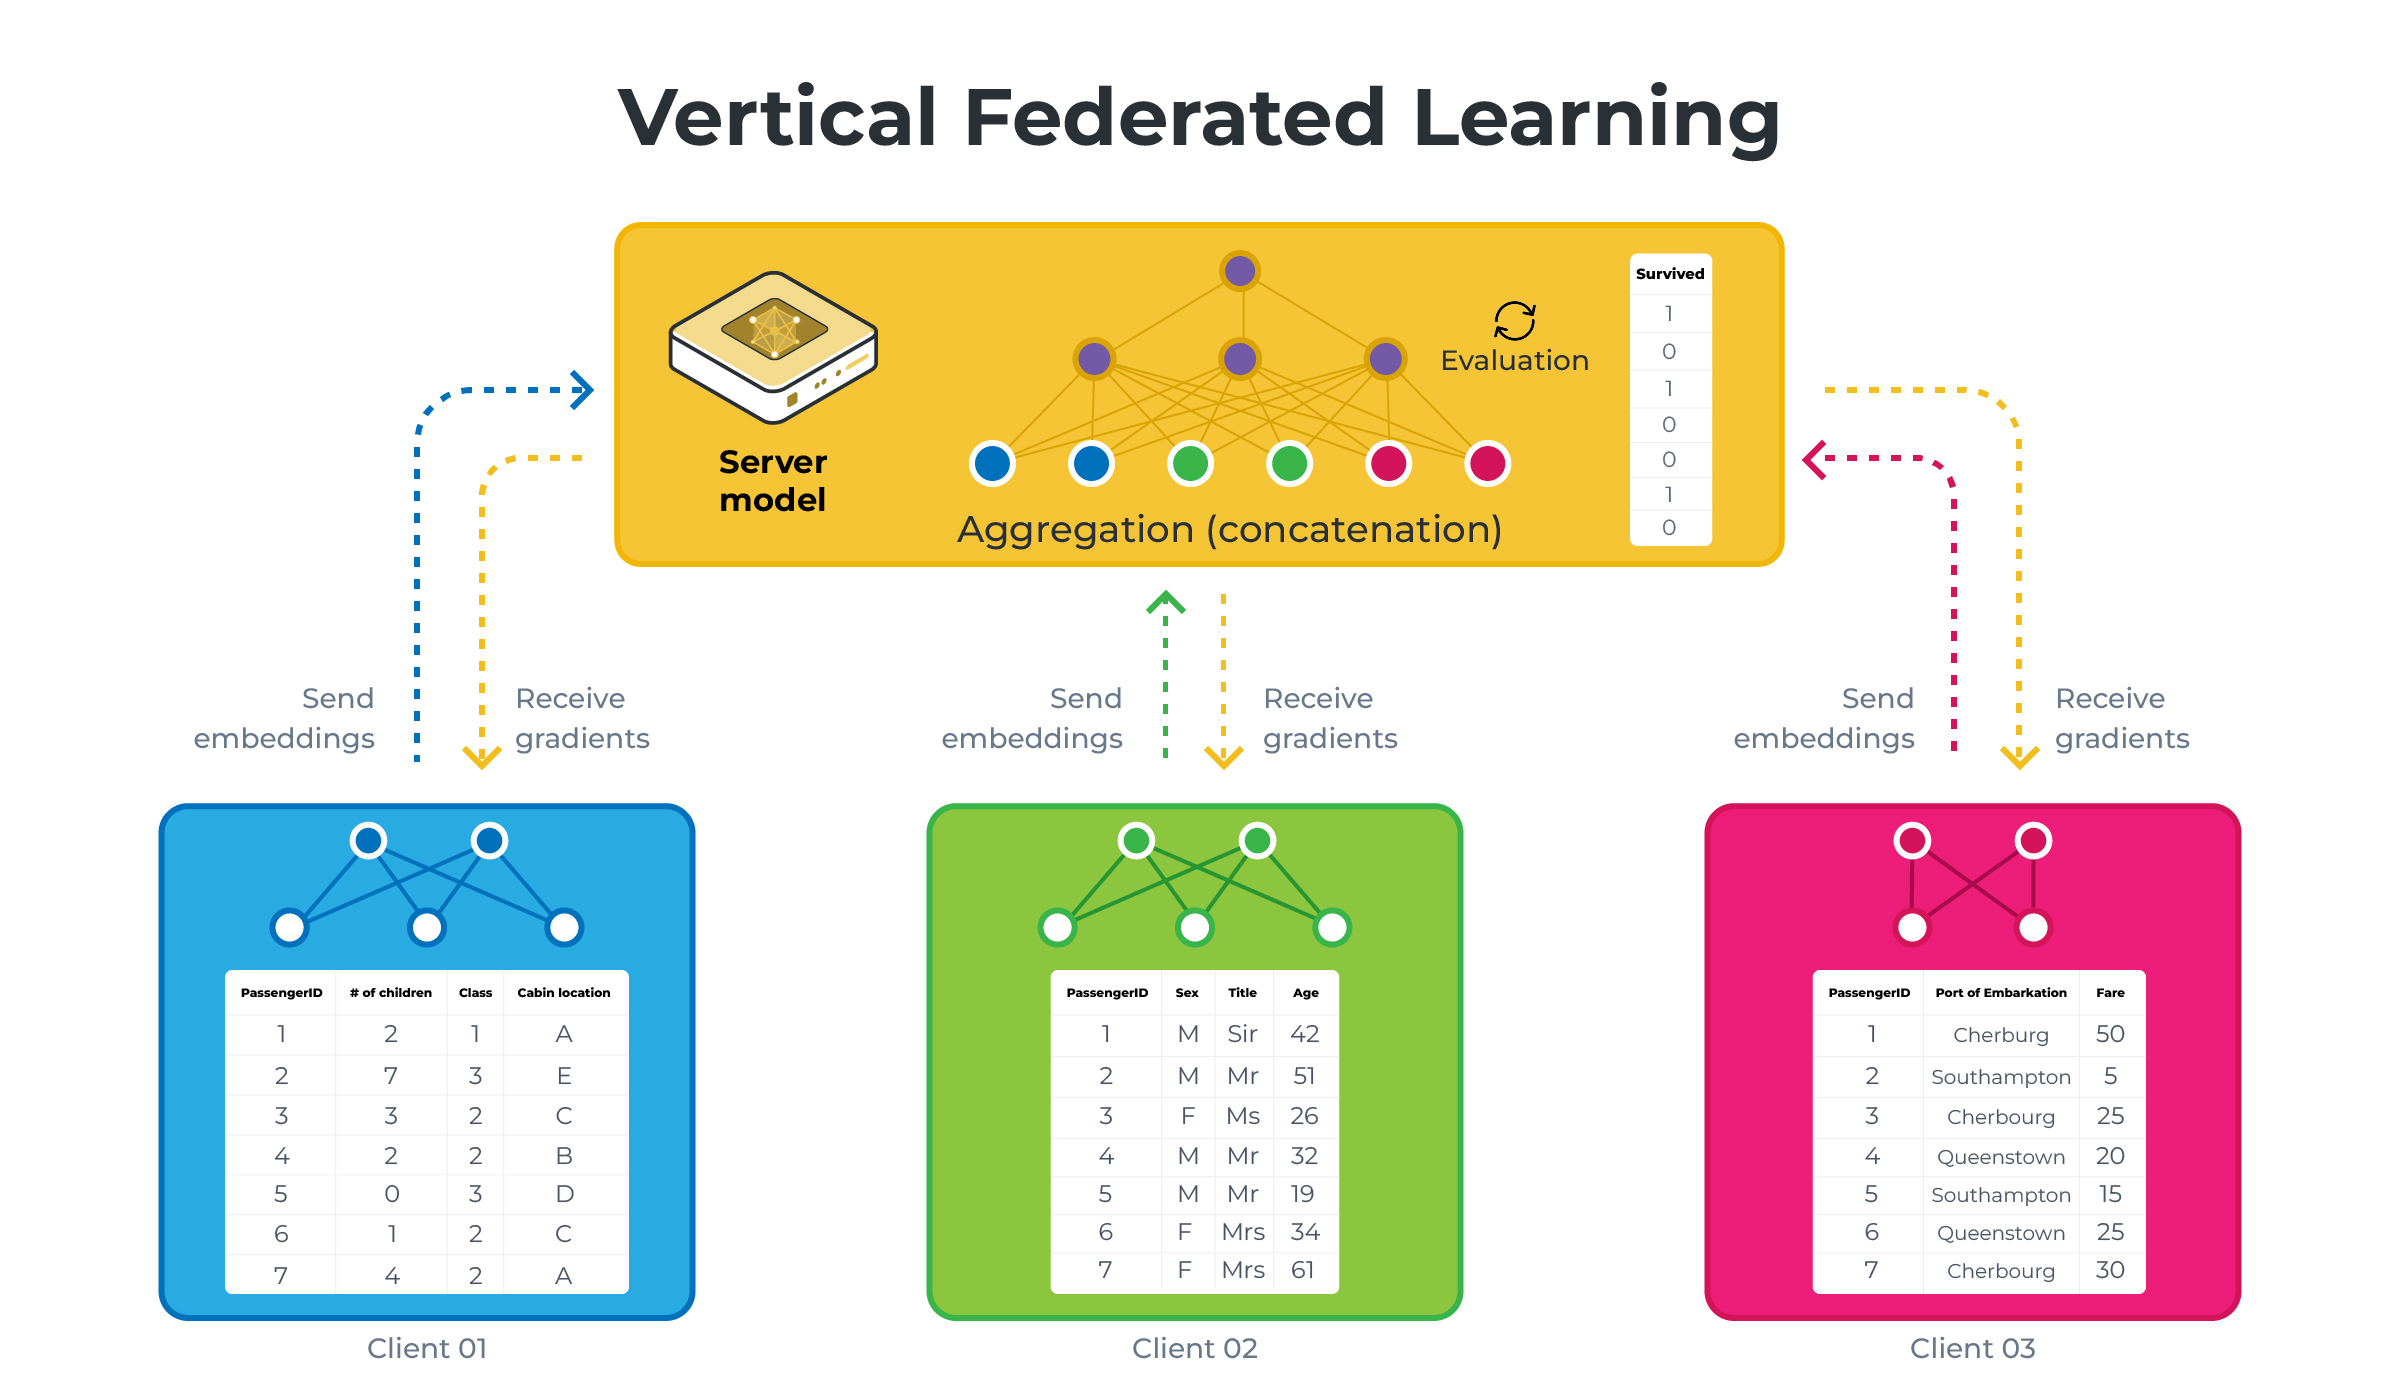 Vertical Federated Learning
Server
model
Aggregation (concatenation)
Evaluation
Survived
1
0
1
0
0
1
0
Send
embeddings
Receive
gradients
Send
embeddings
Receive
gradients
Send
embeddings
Receive
gradients
PassengerID # of children Class Cabin location
1 2 1 A
2 7 3 E
3 3 2 C
4 2 2 B
5 0 3 D
6 1 2 C
7 4 2 A
Client 01
PassengerID Sex Title Age
1 M Sir 42
2 M Mr 51
3 F Ms 26
4 M Mr 32
5 M Mr 19
6 F Mrs 34
7 F Mrs 61
Client 02
PassengerID Port of Embarkation Fare
1 Cherburg 50
2 Southampton 5
3 Cherbourg 25
4 Queenstown 20
5 Southampton 15
6 Queenstown 25
7 Cherbourg 30
Client 03